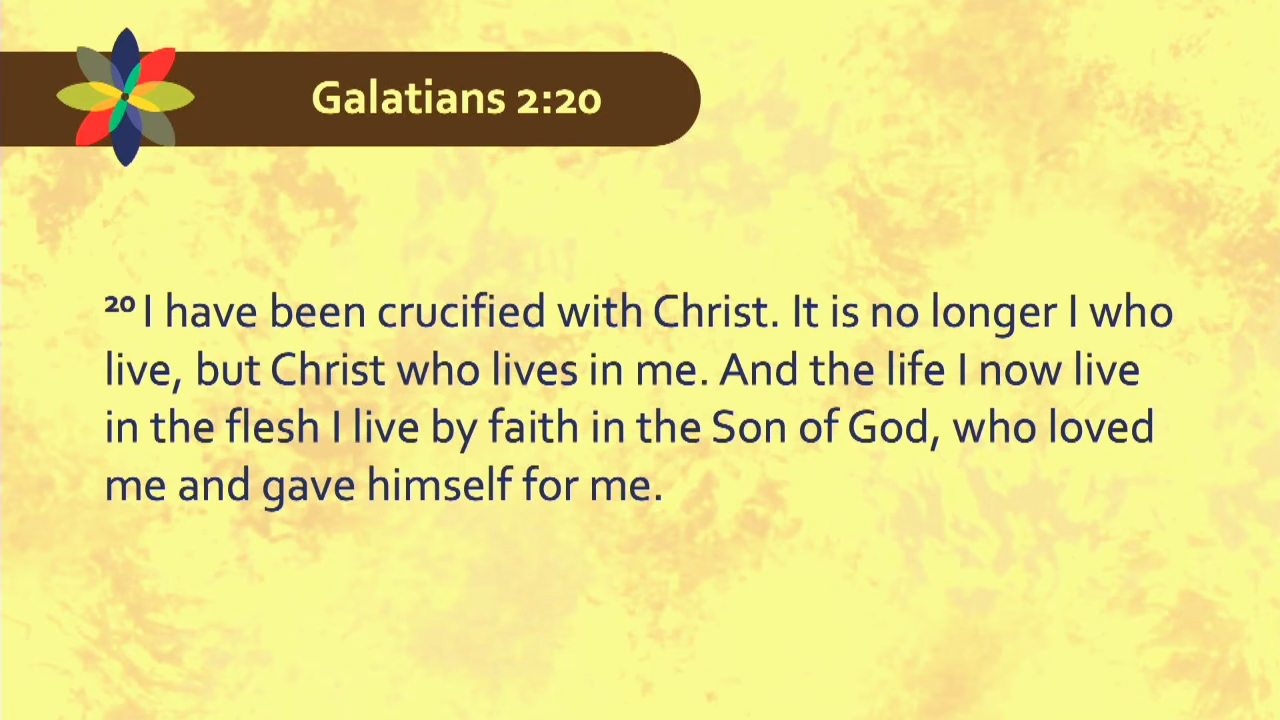 Galatians 2:20
20 I have been crucified with Christ. It is no longer I who
live, but Christ who lives in me. And the life I now live
in the flesh I live by faith in the Son of God, who loved
me and gave himself for me.